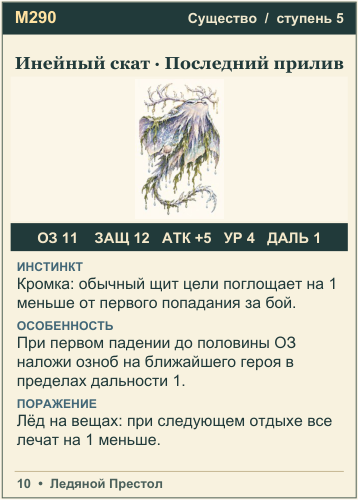 M290
Существо / ступень 5
Инейный скат · Последний прилив
ОЗ 11 ЗАЩ 12 АТК +5 УР 4 ДАЛЬ 1
ИНСТИНКТ
Кромка: обычный щит цели поглощает на 1
меньше от первого попадания за бой.
ОСОБЕННОСТЬ
При первом падении до половины ОЗ
наложи озноб на ближайшего героя в
пределах дальности 1.
ПОРАЖЕНИЕ
Лёд на вещах: при следующем отдыхе все
лечат на 1 меньше.
10 • Ледяной Престол